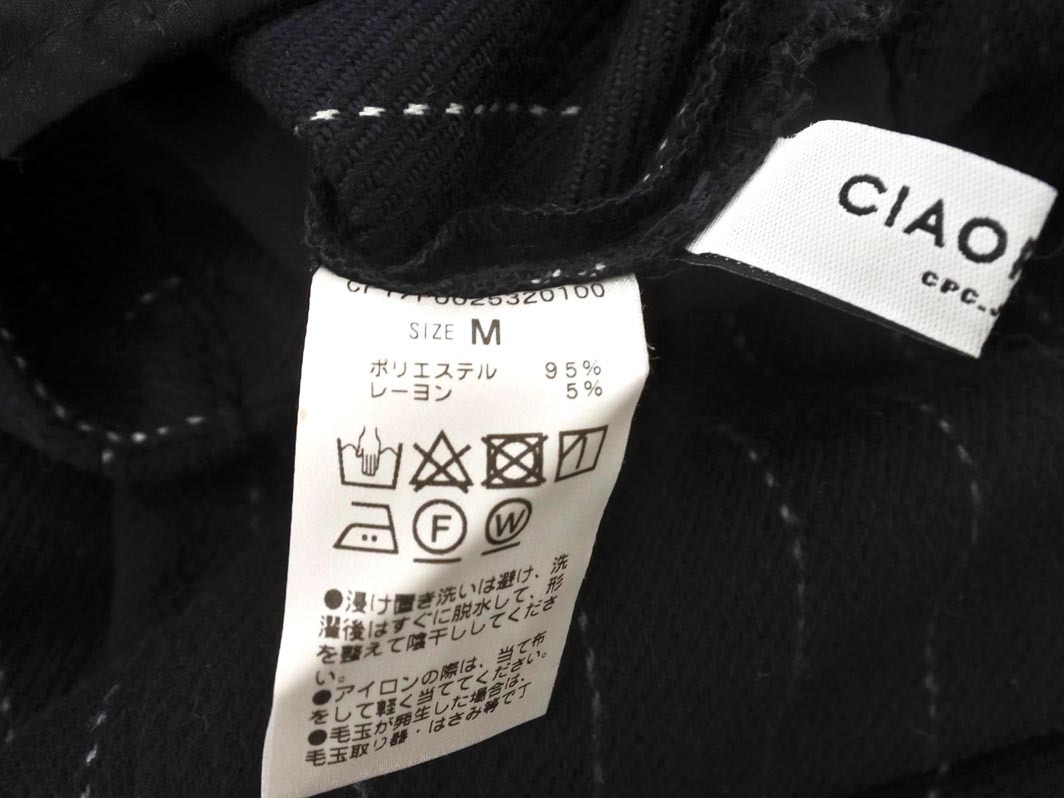 SIZE M
ポリエステル 95%
レーヨン 5%
F
W
●浸け置き洗いは避け、洗
濯後はすぐに脱水して、形
を整えて陰干ししてくださ
い。
●アイロンの際は、当て布
をして軽く当ててください。
●毛玉が発生した場合は、
毛玉取り器・はさみ等で丁
CIAO
CPC_